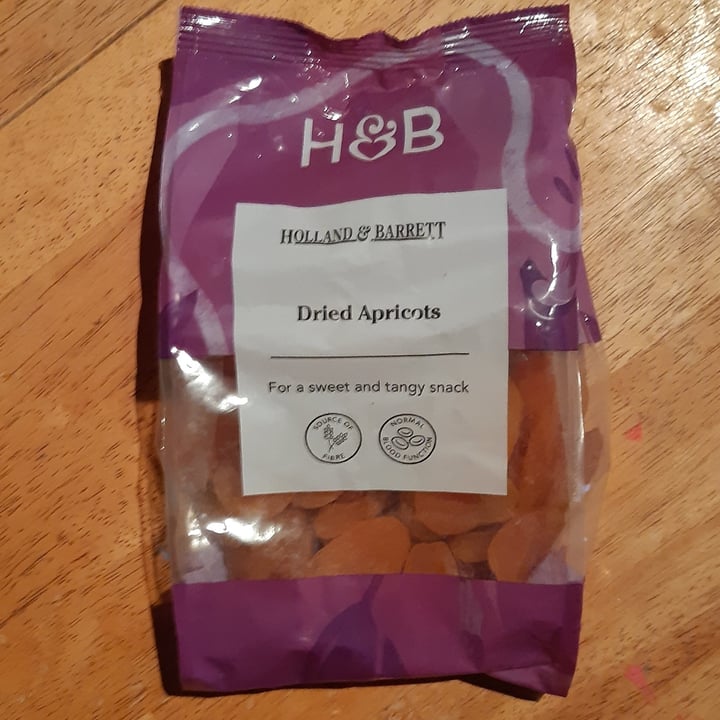 H&B
HOLLAND & BARRETT
Dried Apricots
For a sweet and tangy snack
SOURCE OF FIBRE
NORMAL BLOOD FUNCTION